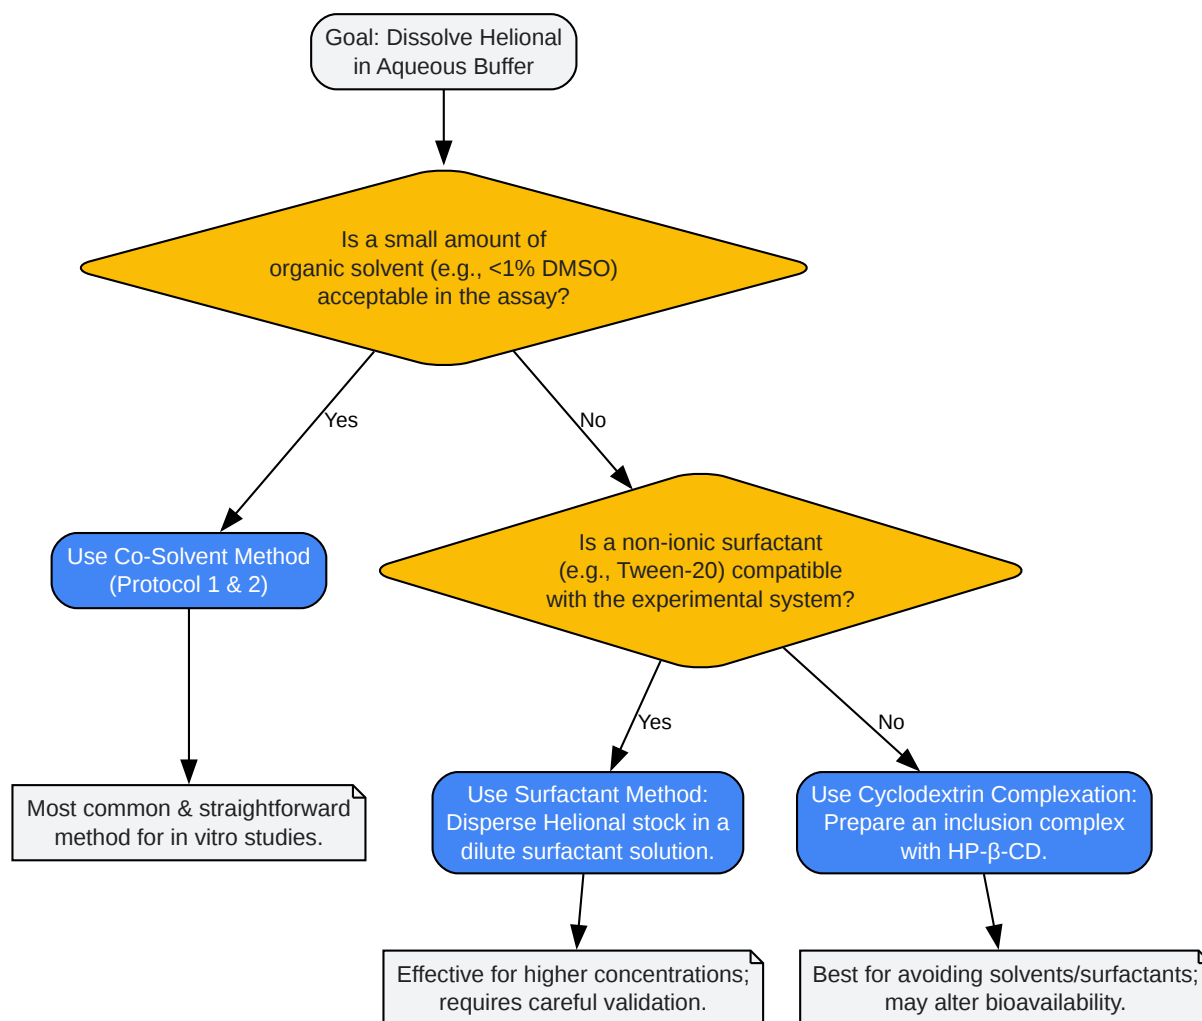 Goal: Dissolve Helional
in Aqueous Buffer
Is a small amount of
organic solvent (e.g., <1% DMSO)
acceptable in the assay?
Yes
No
Use Co-Solvent Method
(Protocol 1 & 2)
Is a non-ionic surfactant
(e.g., Tween-20) compatible
with the experimental system?
Yes
No
Most common & straightforward
method for in vitro studies.
Use Surfactant Method:
Disperse Helional stock in a
dilute surfactant solution.
Use Cyclodextrin Complexation:
Prepare an inclusion complex
with HP-β-CD.
Effective for higher concentrations;
requires careful validation.
Best for avoiding solvents/surfactants;
may alter bioavailability.